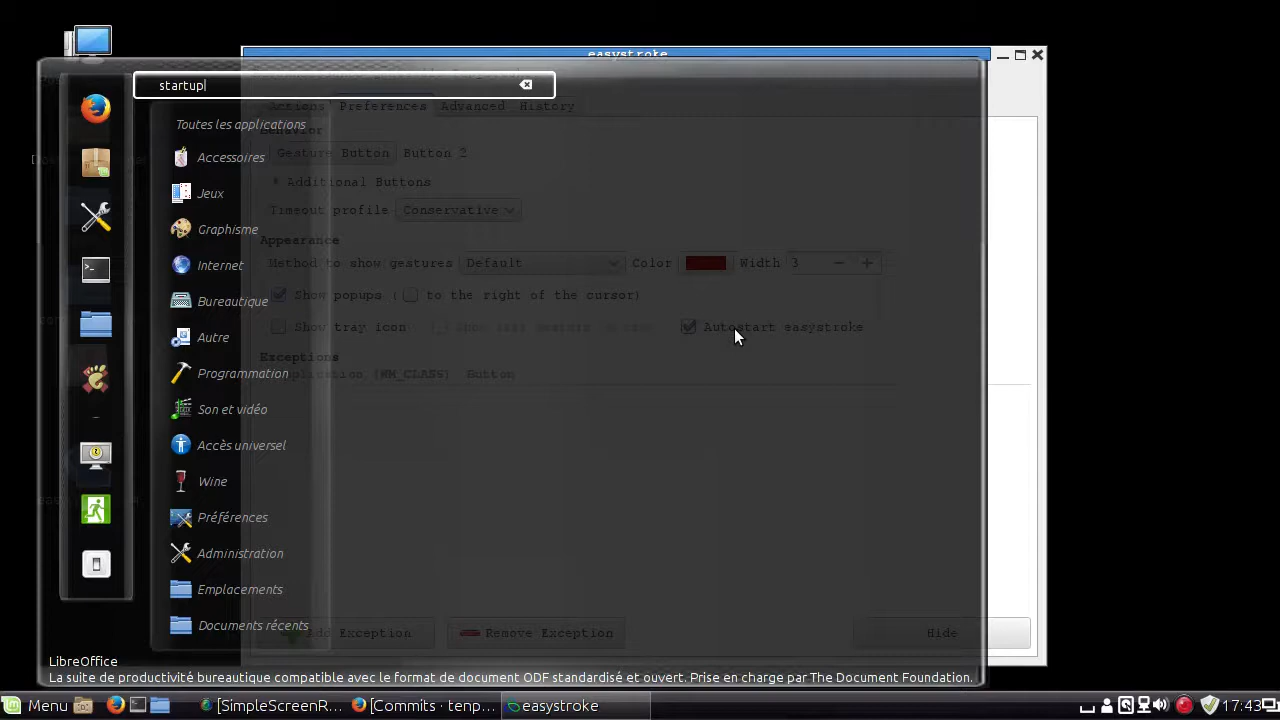 easystroke
startup
Actions Preferences Advanced History
Toutes les applications
Behavior
Accessoires
Gesture Button Button 2
Additional Buttons
Jeux
Timeout profile Conservative
Graphisme
Appearance
Internet
Method to show gestures Default Color Width 3
Bureautique
Show popups ( to the right of the cursor)
Autre
Show tray icon
Autostart easystroke
Exceptions
Programmation
Application (WM_CLASS) Button
Son et vidéo
Accès universel
Wine
Préférences
Administration
Emplacements
Documents récents
Add Exception Remove Exception Hide
LibreOffice
La suite de productivité bureautique compatible avec le format de document ODF standardisé et ouvert. Prise en charge par The Document Foundation.
Menu [SimpleScreenR... [Commits · tenp... easystroke 17:43